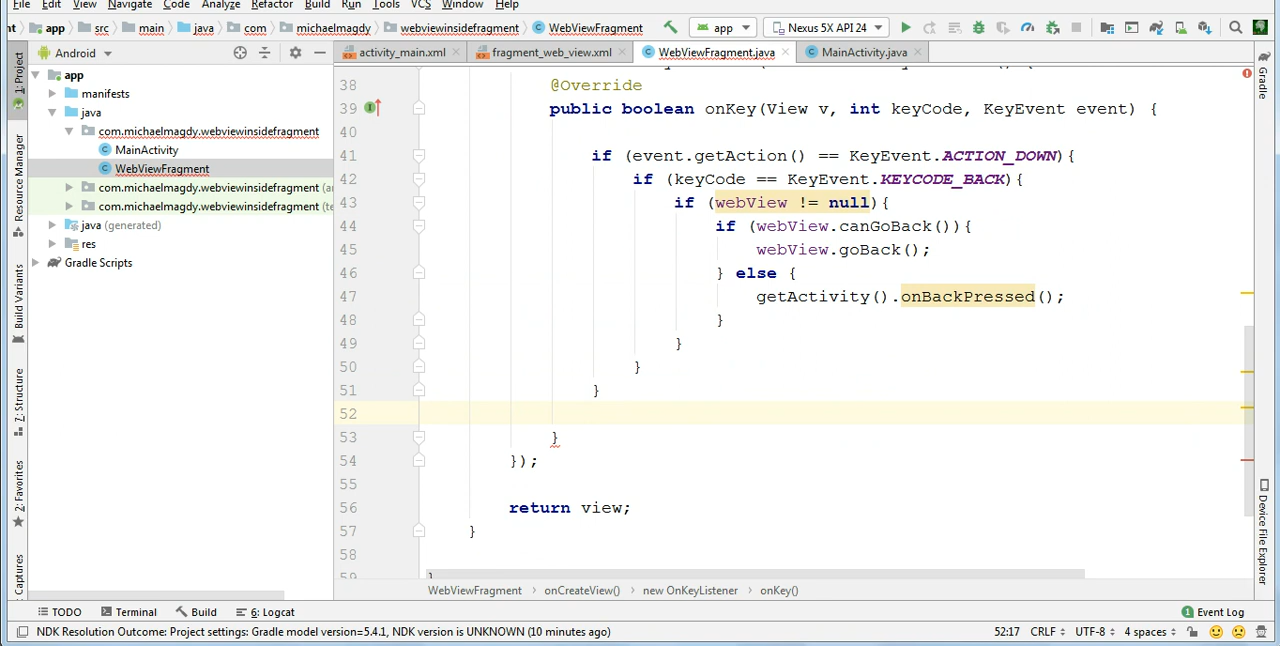 File Edit View Navigate Code Analyze Refactor Build Run Tools VCS Window Help
nt app src main java com michaelmagdy webviewinsidefragment WebViewFragment app Nexus 5X API 24
1: Project Android activity_main.xml fragment_web_view.xml WebViewFragment.java MainActivity.java Gradle
app
manifests
java
com.michaelmagdy.webviewinsidefragment
MainActivity
WebViewFragment
com.michaelmagdy.webviewinsidefragment (ar
com.michaelmagdy.webviewinsidefragment (te
java (generated)
res
Gradle Scripts
Resource Manager
Build Variants
7: Structure
2: Favorites
Captures
38 @Override
39 public boolean onKey(View v, int keyCode, KeyEvent event) {
40
41 if (event.getAction() == KeyEvent.ACTION_DOWN){
42 if (keyCode == KeyEvent.KEYCODE_BACK){
43 if (webView != null){
44 if (webView.canGoBack()){
45 webView.goBack();
46 } else {
47 getActivity().onBackPressed();
48 }
49 }
50 }
51 }
52
53 }
54 });
55
56 return view;
57 }
58
59 }
Device File Explorer
WebViewFragment onCreateView() new OnKeyListener onKey()
TODO Terminal Build 6: Logcat 1 Event Log
NDK Resolution Outcome: Project settings: Gradle model version=5.4.1, NDK version is UNKNOWN (10 minutes ago) 52:17 CRLF UTF-8 4 spaces